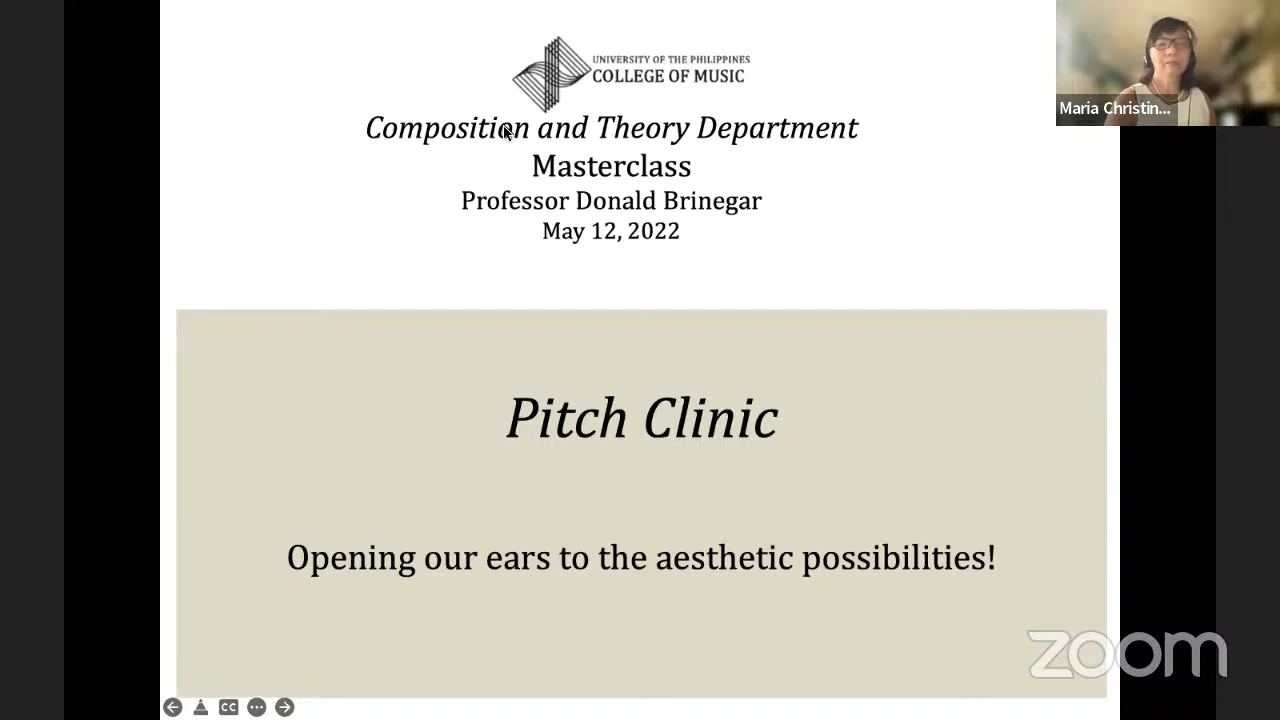 UNIVERSITY OF THE PHILIPPINES
COLLEGE OF MUSIC
Composition and Theory Department
Masterclass
Professor Donald Brinegar
May 12, 2022
Maria Christin...
Pitch Clinic
Opening our ears to the aesthetic possibilities!
zoom
CC